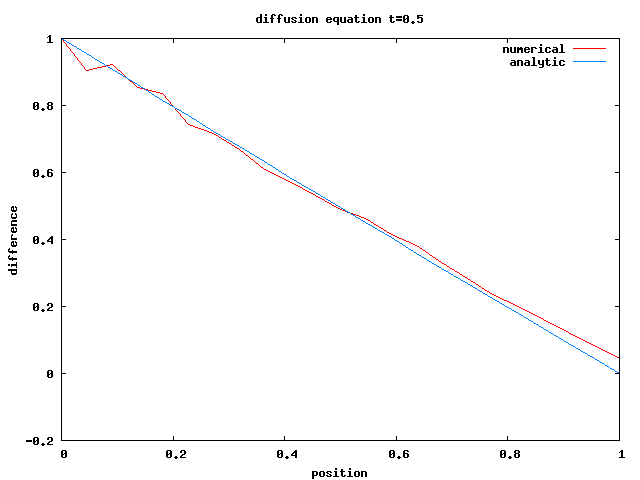 diffusion equation t=0.5
numerical
analytic
1
0.8
0.6
0.4
0.2
0
-0.2
difference
0 0.2 0.4 0.6 0.8 1
position